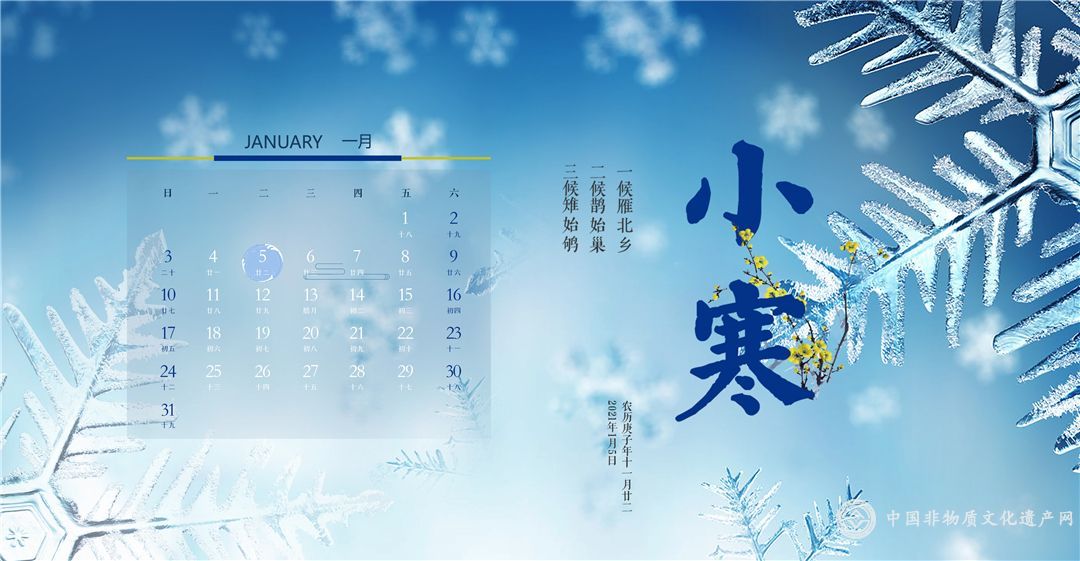 JANUARY 一月
日 一 二 三 四 五 六
1 2
十八 十九
3 4 5 6 7 8 9
二十 廿一 廿二 廿 廿四 廿五 廿六
10 11 12 13 14 15 16
廿七 廿八 廿九 腊月 初二 初三 初四
17 18 19 20 21 22 23
初五 初六 初七 初八 初九 初十 十一
24 25 26 27 28 29 30
十二 十三 十四 十五 十六 十七 十八
31
十九
小寒
一候雁北乡
二候鹊始巢
三候雉始鸲
农历庚子年十一月廿二
2021年1月5日
中国非物质文化遗产网